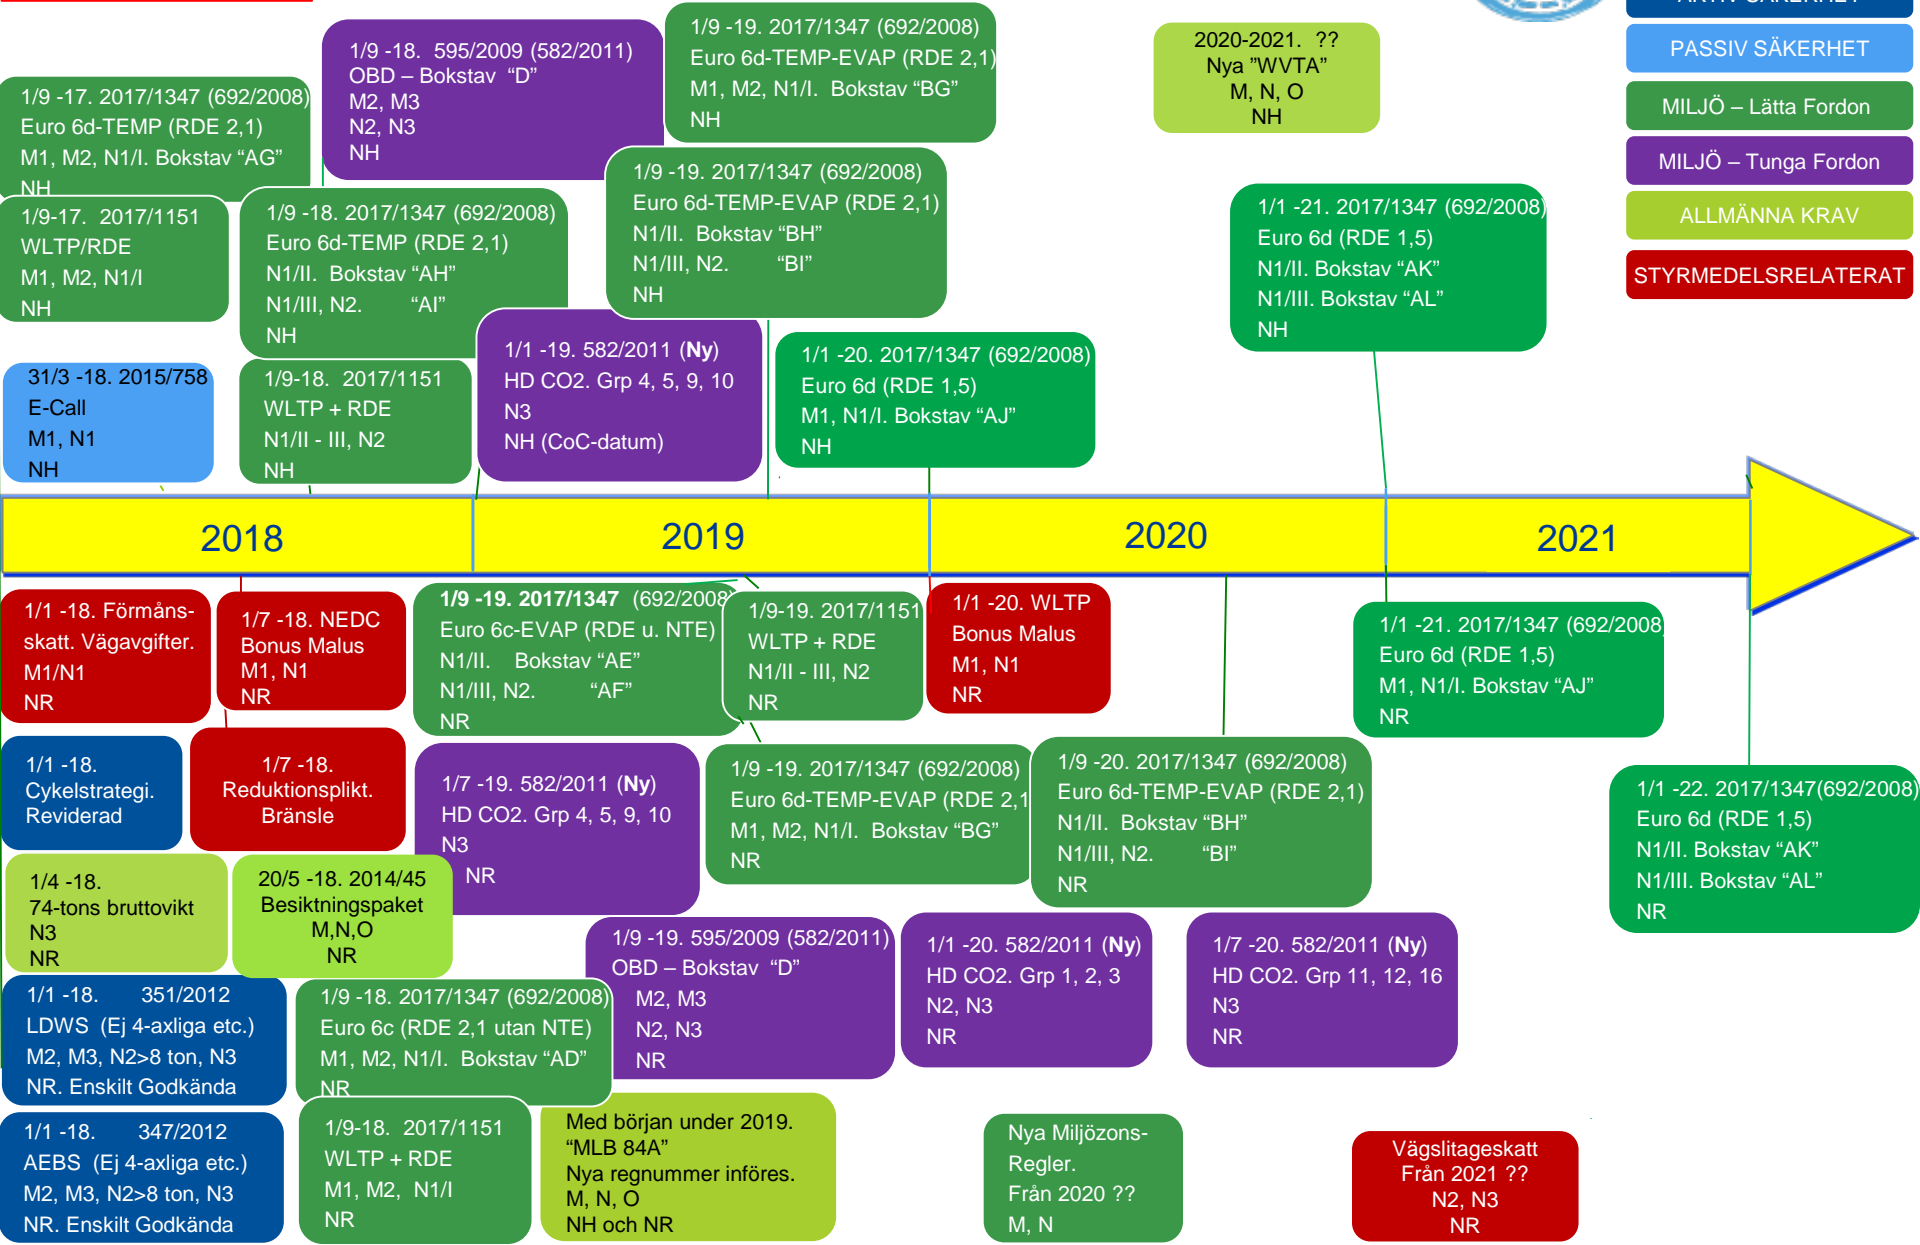 1/9 -17. 2017/1347 (692/2008)
Euro 6d-TEMP (RDE 2,1)
M1, M2, N1/I. Bokstav “AG”
NH
1/9-17. 2017/1151
WLTP/RDE
M1, M2, N1/I
NH
31/3 -18. 2015/758
E-Call
M1, N1
NH
1/9 -18. 595/2009 (582/2011)
OBD – Bokstav “D”
M2, M3
N2, N3
NH
1/9 -18. 2017/1347 (692/2008)
Euro 6d-TEMP (RDE 2,1)
N1/II. Bokstav “AH”
N1/III, N2. “AI”
NH
1/9-18. 2017/1151
WLTP + RDE
N1/II - III, N2
NH
1/9 -19. 2017/1347 (692/2008)
Euro 6d-TEMP-EVAP (RDE 2,1)
M1, M2, N1/I. Bokstav “BG”
NH
1/9 -19. 2017/1347 (692/2008)
Euro 6d-TEMP-EVAP (RDE 2,1)
N1/II. Bokstav “BH”
N1/III, N2. “BI”
NH
1/1 -19. 582/2011 (Ny)
HD CO2. Grp 4, 5, 9, 10
N3
NH (CoC-datum)
1/1 -20. 2017/1347 (692/2008)
Euro 6d (RDE 1,5)
M1, N1/I. Bokstav “AJ”
NH
2020-2021. ??
Nya ”WVTA”
M, N, O
NH
1/1 -21. 2017/1347 (692/2008)
Euro 6d (RDE 1,5)
N1/II. Bokstav “AK”
N1/III. Bokstav “AL”
NH
AKTIV SÄKERHET
PASSIV SÄKERHET
MILJÖ – Lätta Fordon
MILJÖ – Tunga Fordon
ALLMÄNNA KRAV
STYRMEDELSRELATERAT
2018
2019
2020
2021
1/1 -18. Förmåns-
skatt. Vägavgifter.
M1/N1
NR
1/7 -18. NEDC
Bonus Malus
M1, N1
NR
1/9 -19. 2017/1347 (692/2008)
Euro 6c-EVAP (RDE u. NTE)
N1/II. Bokstav “AE”
N1/III, N2. “AF”
NR
1/9-19. 2017/1151
WLTP + RDE
N1/II - III, N2
NR
1/1 -20. WLTP
Bonus Malus
M1, N1
NR
1/1 -21. 2017/1347 (692/2008)
Euro 6d (RDE 1,5)
M1, N1/I. Bokstav “AJ”
NR
1/1 -18.
Cykelstrategi.
Reviderad
1/7 -18.
Reduktionsplikt.
Bränsle
1/7 -19. 582/2011 (Ny)
HD CO2. Grp 4, 5, 9, 10
N3
NR
1/9 -19. 2017/1347 (692/2008)
Euro 6d-TEMP-EVAP (RDE 2,1
M1, M2, N1/I. Bokstav “BG”
NR
1/9 -20. 2017/1347 (692/2008)
Euro 6d-TEMP-EVAP (RDE 2,1)
N1/II. Bokstav “BH”
N1/III, N2. “BI”
NR
1/1 -22. 2017/1347(692/2008)
Euro 6d (RDE 1,5)
N1/II. Bokstav “AK”
N1/III. Bokstav “AL”
NR
1/4 -18.
74-tons bruttovikt
N3
NR
20/5 -18. 2014/45
Besiktningspaket
M,N,O
NR
1/9 -19. 595/2009 (582/2011)
OBD – Bokstav “D”
M2, M3
N2, N3
NR
1/1 -20. 582/2011 (Ny)
HD CO2. Grp 1, 2, 3
N2, N3
NR
1/7 -20. 582/2011 (Ny)
HD CO2. Grp 11, 12, 16
N3
NR
1/1 -18. 351/2012
LDWS (Ej 4-axliga etc.)
M2, M3, N2>8 ton, N3
NR. Enskilt Godkända
1/9 -18. 2017/1347 (692/2008)
Euro 6c (RDE 2,1 utan NTE)
M1, M2, N1/I. Bokstav “AD”
NR
1/1 -18. 347/2012
AEBS (Ej 4-axliga etc.)
M2, M3, N2>8 ton, N3
NR. Enskilt Godkända
1/9-18. 2017/1151
WLTP + RDE
M1, M2, N1/I
NR
Med början under 2019.
“MLB 84A”
Nya regnummer införes.
M, N, O
NH och NR
Nya Miljözons-
Regler.
Från 2020 ??
M, N
Vägslitageskatt
Från 2021 ??
N2, N3
NR